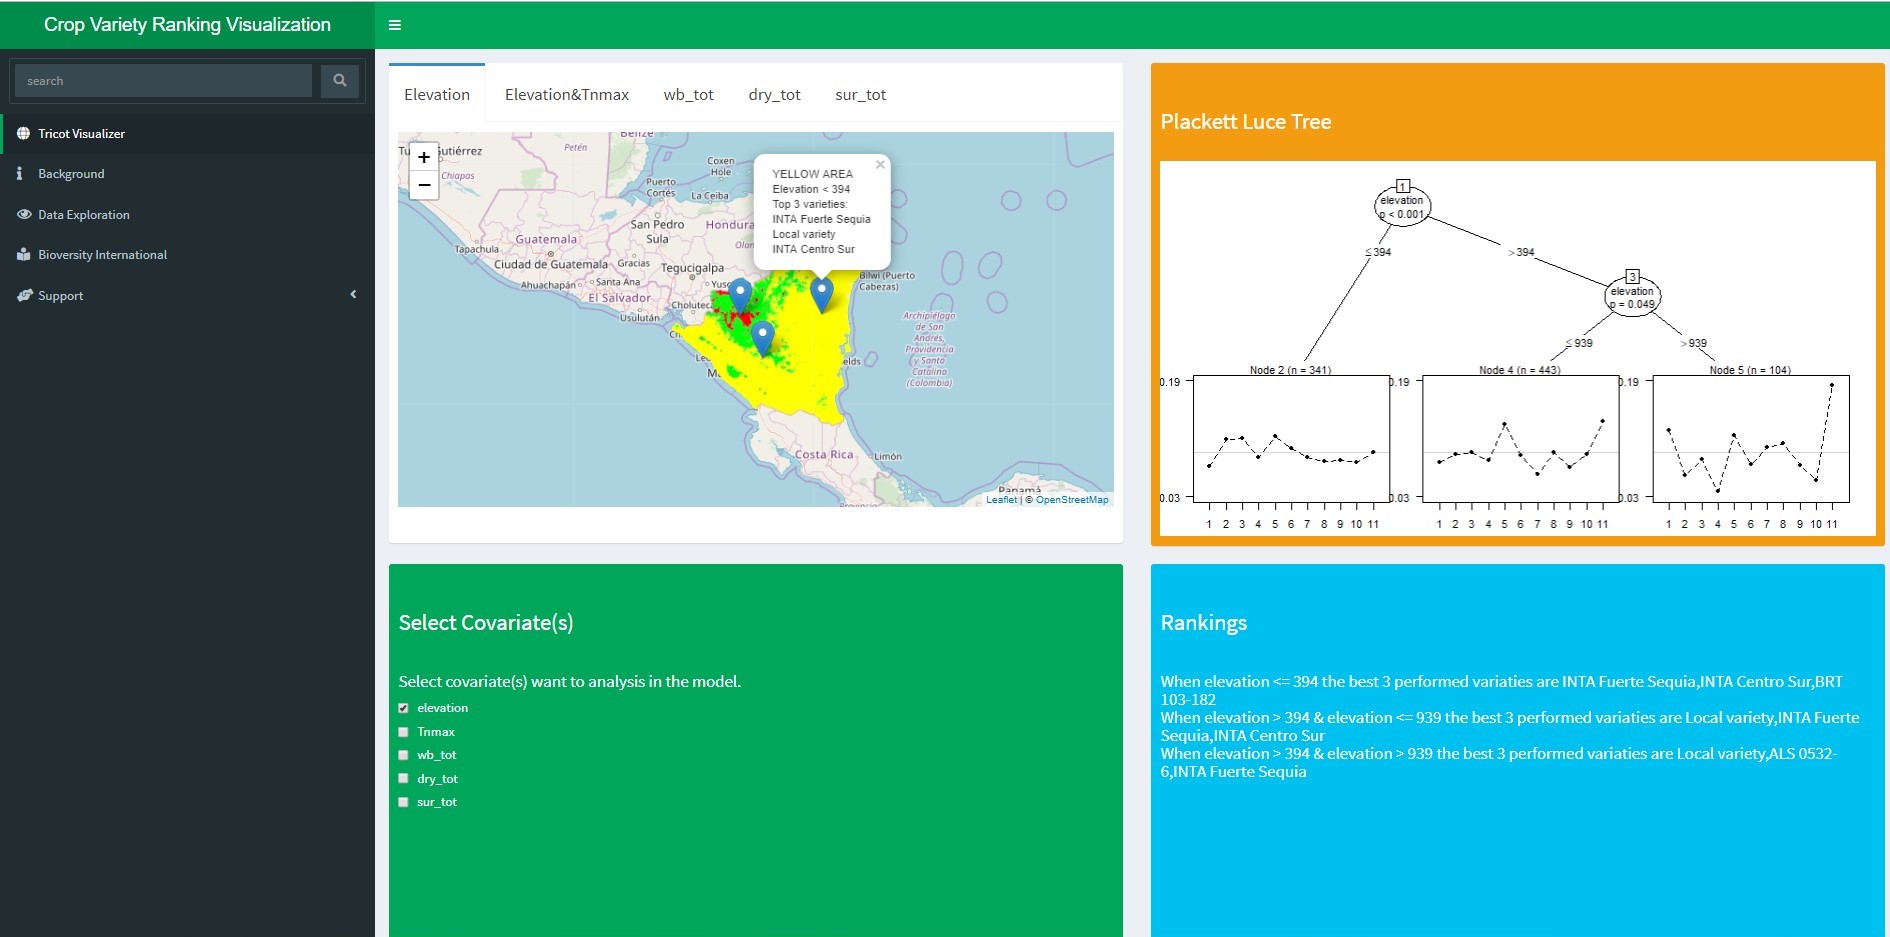 Crop Variety Ranking Visualization
search
Tricot Visualizer
Background
Data Exploration
Bioversity International
Support
Elevation
Elevation&Tnmax
wb_tot
dry_tot
sur_tot
+
−
Belize
Petén
Gutiérrez
Chiapas
Coxen
Hole
Puerto
Cortés
La Ceiba
San Pedro
Sula
Guatemala
Tapachula
Ciudad de Guatemala
Gracias
Tegucigalpa
Santa Ana
Ahuachapán
El Salvador
Usulután
YELLOW AREA
Elevation < 394
Top 3 varieties:
INTA Fuerte Sequia
Local variety
INTA Centro Sur
×
Bilwi (Puerto
Cabezas)
Archipiélago
de San
Andrés,
Providencia
y Santa
Catalina
(Colombia)
Costa Rica
Limón
Panamá
Leaflet | © OpenStreetMap
Plackett Luce Tree
1
elevation
p < 0.001
≤ 394
> 394
3
elevation
p = 0.049
≤ 939
> 939
Node 2 (n = 341)
Node 4 (n = 443)
Node 5 (n = 104)
0.19
0.19
0.19
0.03
0.03
0.03
1 2 3 4 5 6 7 8 9 10 11
1 2 3 4 5 6 7 8 9 10 11
1 2 3 4 5 6 7 8 9 10 11
Select Covariate(s)
Select covariate(s) want to analysis in the model.
elevation
Tnmax
wb_tot
dry_tot
sur_tot
Rankings
When elevation <= 394 the best 3 performed variaties are INTA Fuerte Sequia,INTA Centro Sur,BRT
103-182
When elevation > 394 & elevation <= 939 the best 3 performed variaties are Local variety,INTA Fuerte
Sequia,INTA Centro Sur
When elevation > 394 & elevation > 939 the best 3 performed variaties are Local variety,ALS 0532-
6,INTA Fuerte Sequia